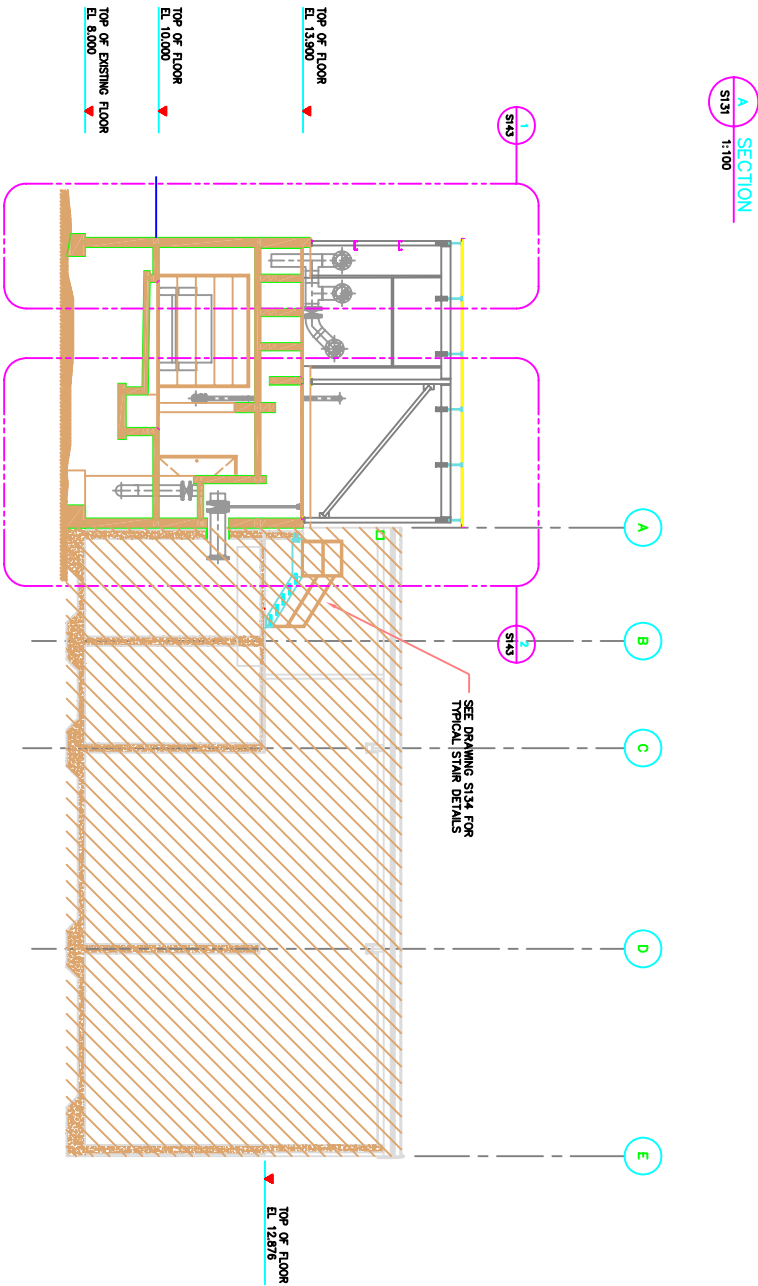 A
S131
SECTION
1:100
TOP OF FLOOR
EL 13.900
TOP OF FLOOR
EL 10.000
TOP OF EXISTING FLOOR
EL 8.000
1
S143
2
S143
A
B
C
D
E
SEE DRAWING S134 FOR
TYPICAL STAIR DETAILS
TOP OF FLOOR
EL 12.876